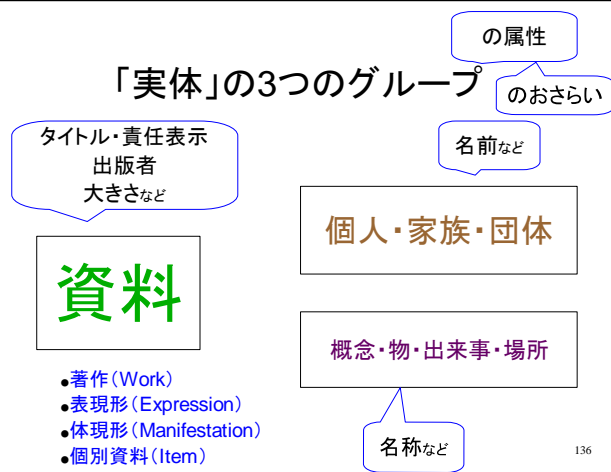 の属性
「実体」の3つのグループ
のおさらい
タイトル・責任表示
出版者
大きさなど
名前など
資料
個人・家族・団体
概念・物・出来事・場所
●著作(Work)
●表現形(Expression)
●体現形(Manifestation)
●個別資料(Item)
名称など
136